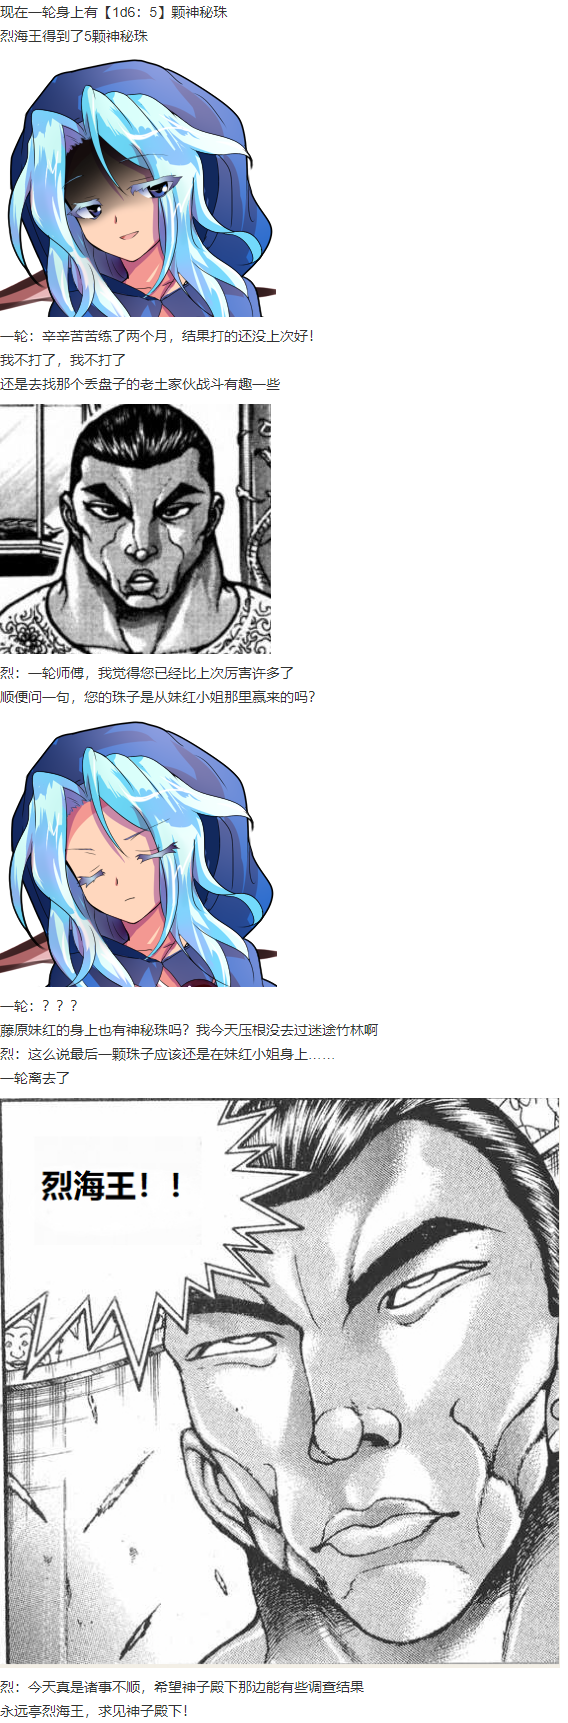 现在一轮身上有【1d6：5】颗神秘珠
烈海王得到了5颗神秘珠
一轮：辛辛苦苦练了两个月，结果打的还没上次好！
我不打了，我不打了
还是去找那个丢盘子的老土家伙战斗有趣一些
烈：一轮师傅，我觉得您已经比上次厉害许多了
顺便问一句，您的珠子是从妹红小姐那里赢来的吗？
一轮：？？？
藤原妹红的身上也有神秘珠吗？我今天压根没去过迷途竹林啊
烈：这么说最后一颗珠子应该还是在妹红小姐身上……
一轮离去了
烈海王！！
烈：今天真是诸事不顺，希望神子殿下那边能有些调查结果
永远亭烈海王，求见神子殿下！